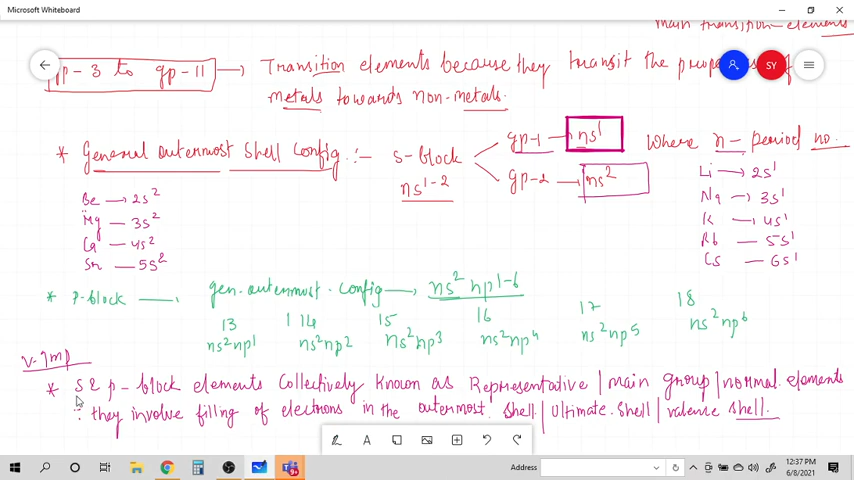 Microsoft Whiteboard
main transition-elements
gp-3 to gp-11 → Transition elements because they transit the of
metals towards non-metals.
* General outermost shell config :- s-block gp-1 → ns¹ Where n- period no.
ns¹⁻² gp-2 → ns²
Be → 2s²
Mg — 3s²
Ca — 4s²
Sr — 5s²
Li → 2s¹
Na → 3s¹
K → 4s¹
Rb — 5s¹
Cs — 6s¹
* P-block — gen. outermost. config → ns² np¹⁻⁶
13 14 15 16 17 18
ns²np¹ ns²np² ns²np³ ns²np⁴ ns²np⁵ ns²np⁶
V-Imp
* S & p-block elements Collectively Known as Representative | main group | normal elements
∵ they involve filling of electrons in the outermost. Shell | Ultimate. Shell | valence shell.
SY
A
Address
12:37 PM
6/8/2021